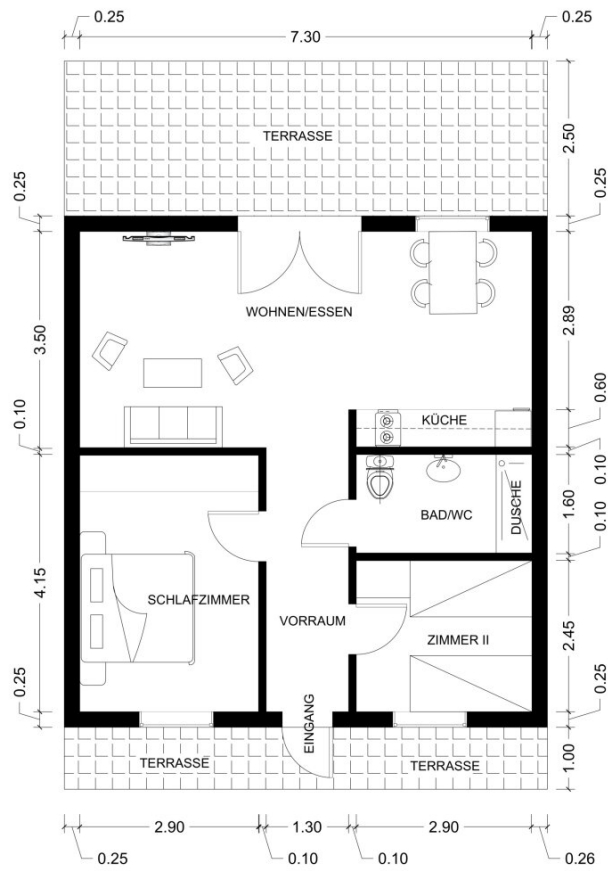 0.25
0.25
7.30
TERRASSE
2.50
0.25
0.25
WOHNEN/ESSEN
3.50
2.89
0.60
0.10
KÜCHE
0.10
0.10
1.60
0.10
BAD/WC
DUSCHE
4.15
SCHLAFZIMMER
VORRAUM
ZIMMER II
2.45
0.25
0.25
EINGANG
TERRASSE
TERRASSE
1.00
2.90
1.30
2.90
0.25
0.10
0.10
0.26